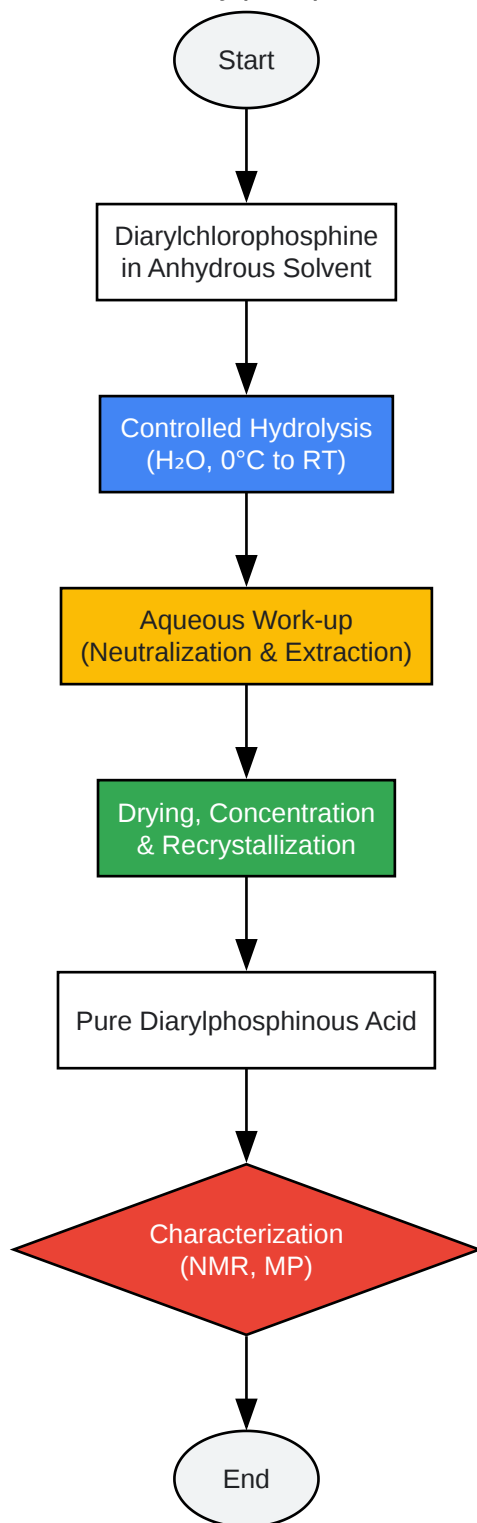 Start
Diarylchlorophosphine
in Anhydrous Solvent
Controlled Hydrolysis
(H₂O, 0°C to RT)
Aqueous Work-up
(Neutralization & Extraction)
Drying, Concentration
& Recrystallization
Pure Diarylphosphinous Acid
Characterization
(NMR, MP)
End